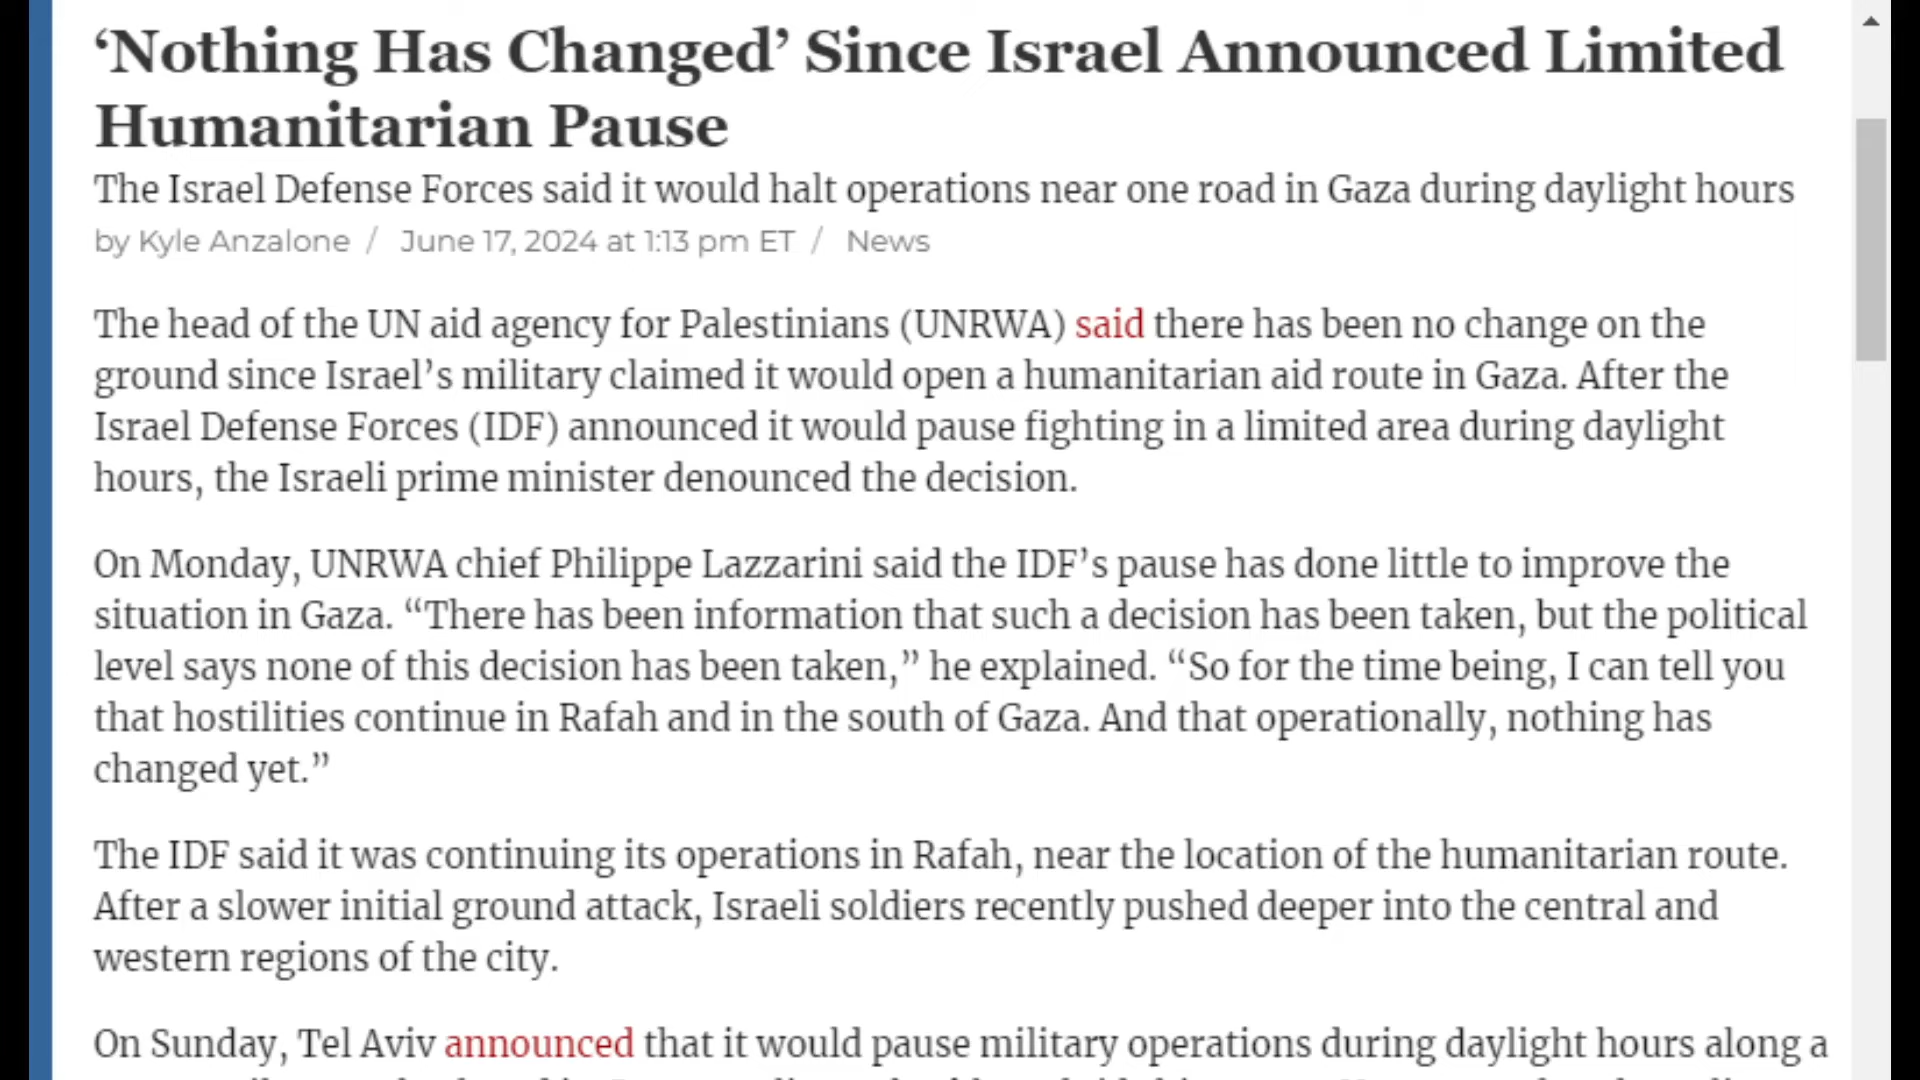 ‘Nothing Has Changed’ Since Israel Announced Limited
Humanitarian Pause
The Israel Defense Forces said it would halt operations near one road in Gaza during daylight hours
by Kyle Anzalone / June 17, 2024 at 1:13 pm ET / News
The head of the UN aid agency for Palestinians (UNRWA) said there has been no change on the
ground since Israel’s military claimed it would open a humanitarian aid route in Gaza. After the
Israel Defense Forces (IDF) announced it would pause fighting in a limited area during daylight
hours, the Israeli prime minister denounced the decision.
On Monday, UNRWA chief Philippe Lazzarini said the IDF’s pause has done little to improve the
situation in Gaza. “There has been information that such a decision has been taken, but the political
level says none of this decision has been taken,” he explained. “So for the time being, I can tell you
that hostilities continue in Rafah and in the south of Gaza. And that operationally, nothing has
changed yet.”
The IDF said it was continuing its operations in Rafah, near the location of the humanitarian route.
After a slower initial ground attack, Israeli soldiers recently pushed deeper into the central and
western regions of the city.
On Sunday, Tel Aviv announced that it would pause military operations during daylight hours along a